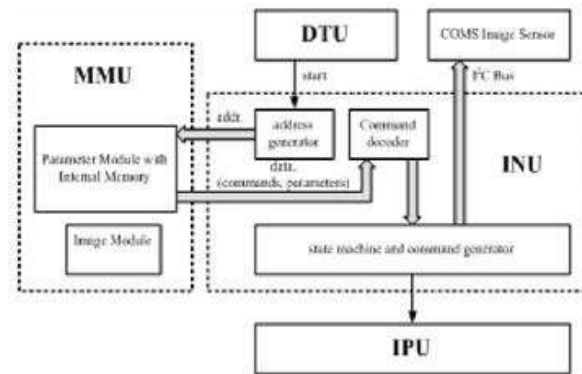 DTU
COMS Image Sensor
MMU
start
I²C Bus
addr.
address
generator
Command
decoder
INU
Parameter Module with
Internal Memory
data.
(commands, parameters)
Image Module
state machine and command generator
IPU